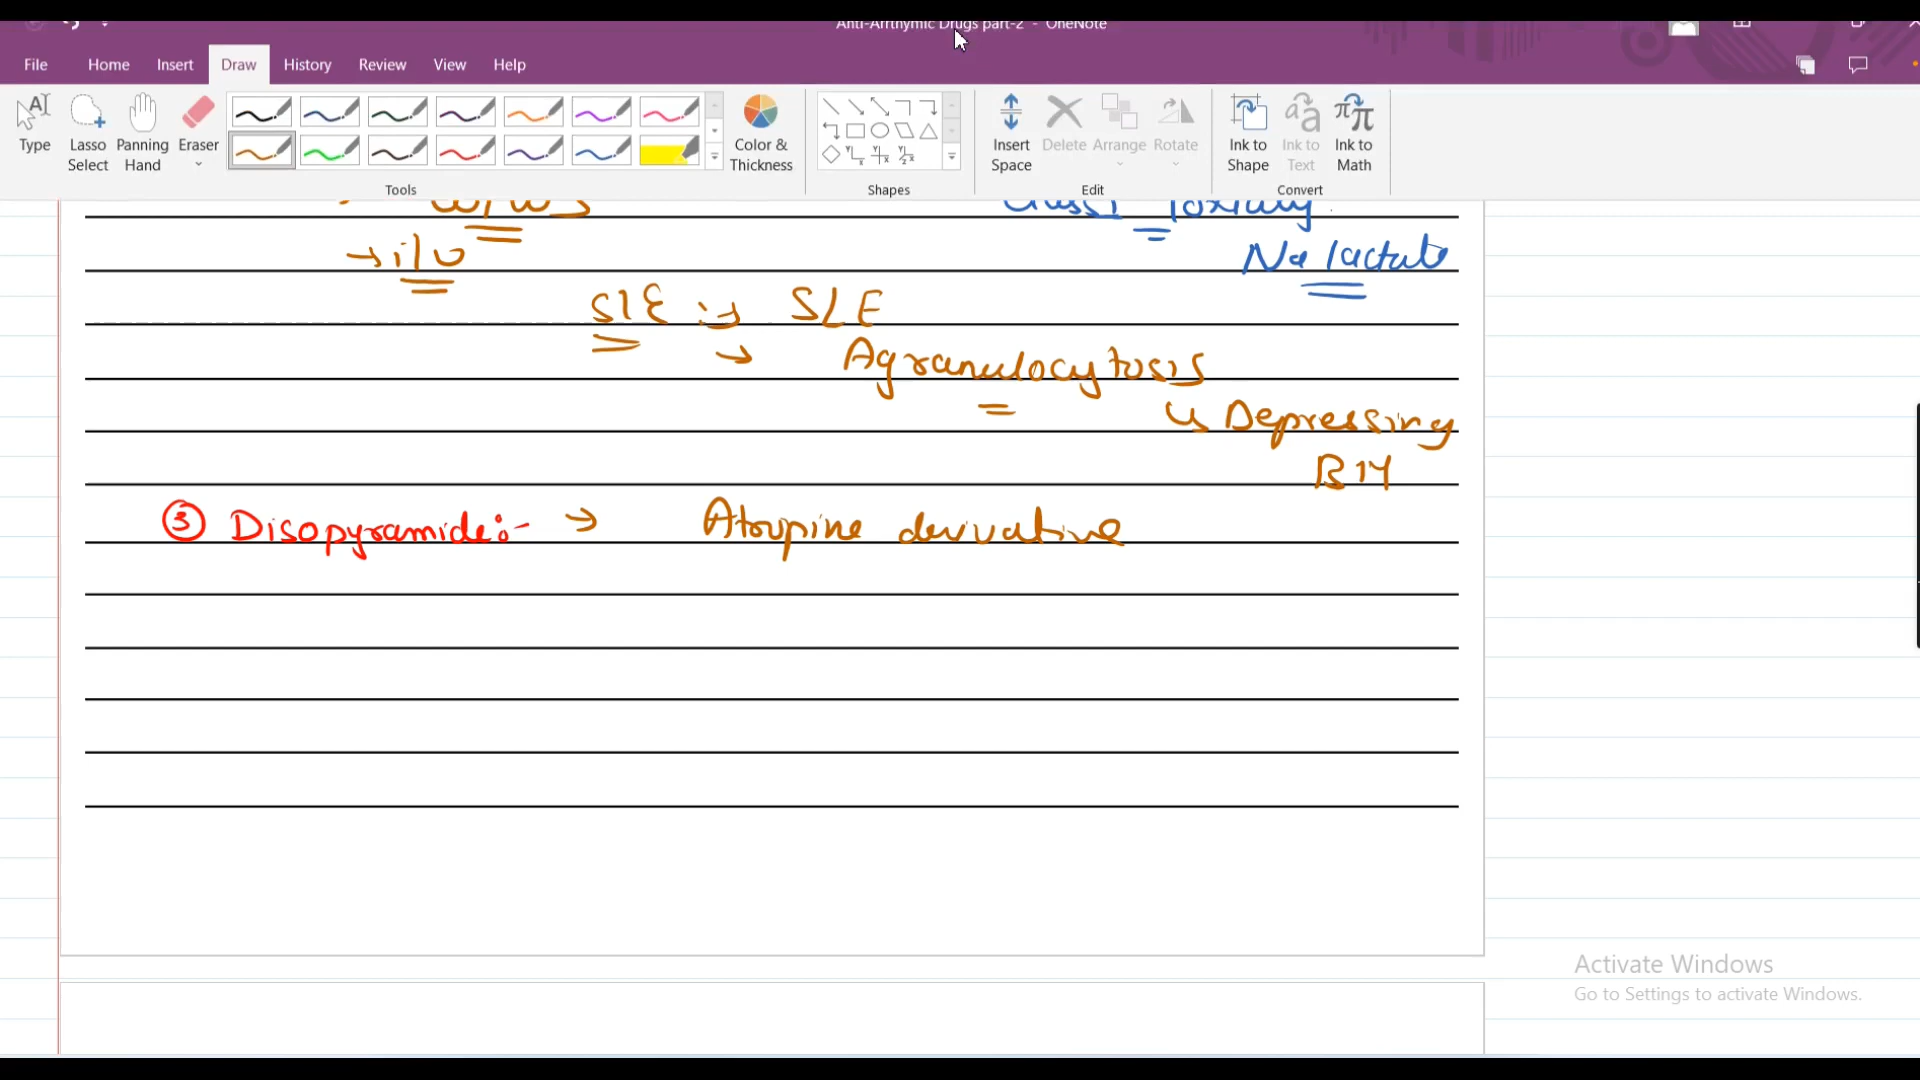 Anti-Arrthymic Drugs part-2 - OneNote
File Home Insert Draw History Review View Help
Type Lasso Select Panning Hand Eraser Color & Thickness Insert Space Delete Arrange Rotate Ink to Shape Ink to Text Ink to Math
Tools Shapes Edit Convert
Toxicity
→ i/v Na lactate
S/E :→ SLE
→ Agranulocytosis
↳ Depressing
BM
③ Disopyramide:- → Atropine derivative
Activate Windows
Go to Settings to activate Windows.